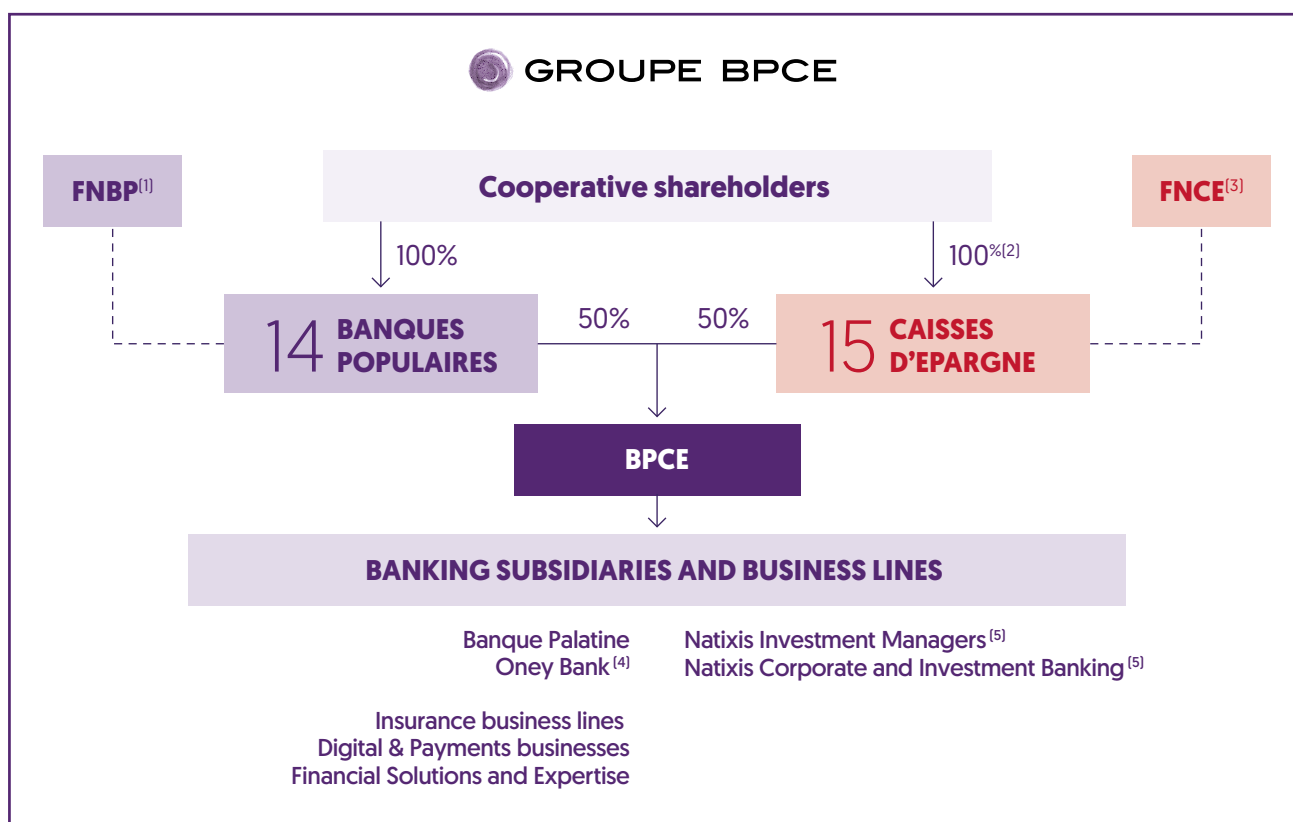 GROUPE BPCE
FNBP(1)
Cooperative shareholders
FNCE(3)
100%
100%(2)
14 BANQUES
POPULAIRES
50%
50%
15 CAISSES
D’EPARGNE
BPCE
BANKING SUBSIDIARIES AND BUSINESS LINES
Banque Palatine
Oney Bank (4)
Natixis Investment Managers (5)
Natixis Corporate and Investment Banking (5)
Insurance business lines
Digital & Payments businesses
Financial Solutions and Expertise